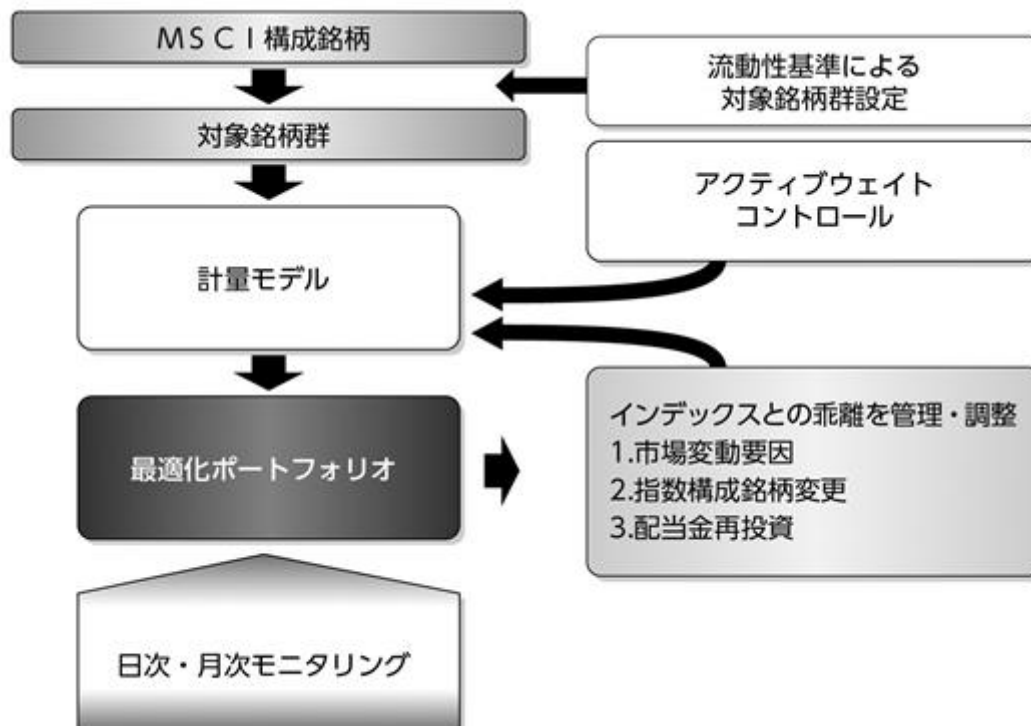 ＭＳＣＩ構成銘柄
流動性基準による
対象銘柄群設定
対象銘柄群
アクティブウェイト
コントロール
計量モデル
最適化ポートフォリオ
インデックスとの乖離を管理・調整
1.市場変動要因
2.指数構成銘柄変更
3.配当金再投資
日次・月次モニタリング